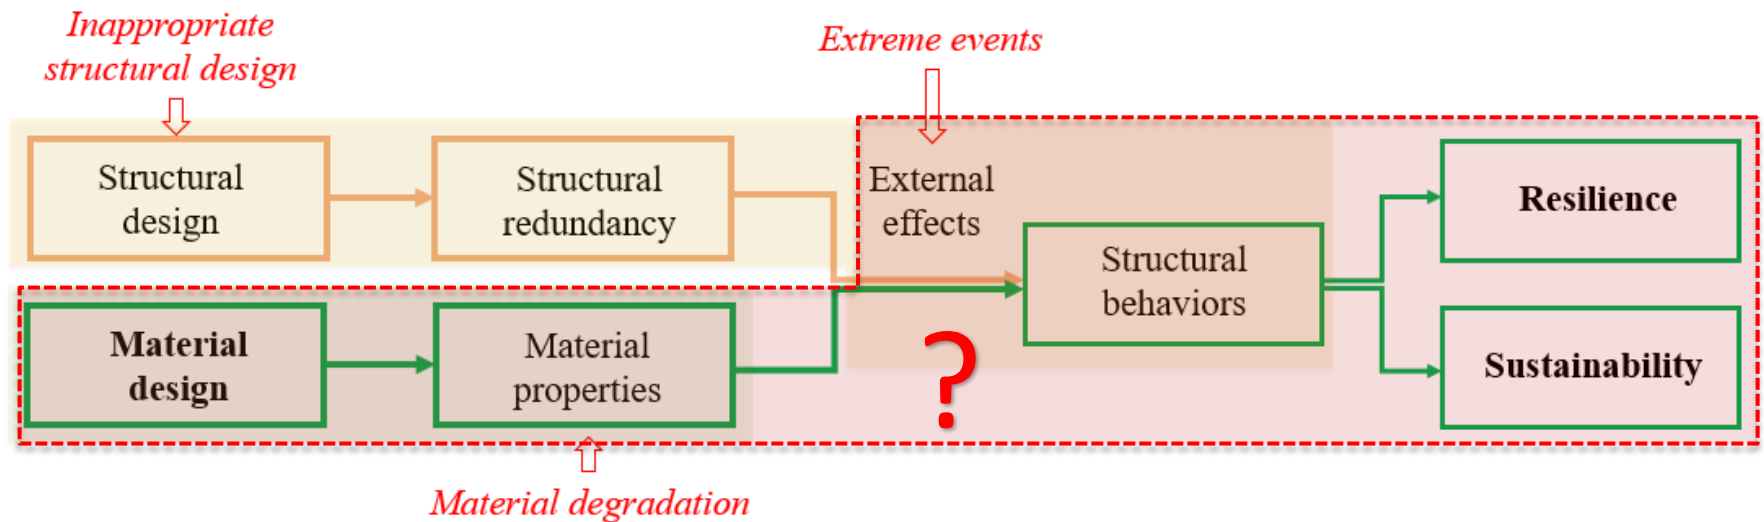 Inappropriate
structural design
Extreme events
Structural
design
Structural
redundancy
External
effects
Structural
behaviors
Resilience
Material
design
Material
properties
?
Sustainability
Material degradation